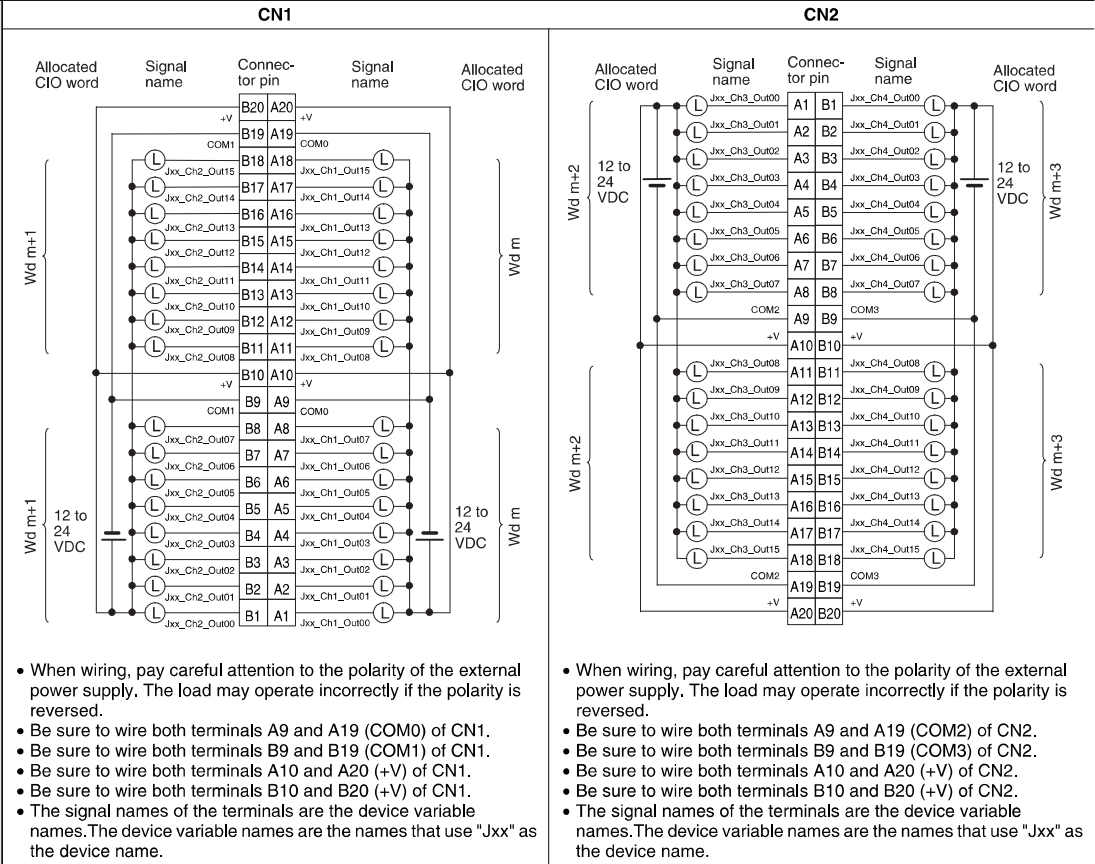 CN1
Allocated
CIO word
Signal
name
Connec-
tor pin
Signal
name
Allocated
CIO word
B20 A20
+V +V
B19 A19
COM1 COM0
L B18 A18 L
Jxx_Ch2_Out15 Jxx_Ch1_Out15
L B17 A17 L
Jxx_Ch2_Out14 Jxx_Ch1_Out14
L B16 A16 L
Jxx_Ch2_Out13 Jxx_Ch1_Out13
L B15 A15 L
Jxx_Ch2_Out12 Jxx_Ch1_Out12
L B14 A14 L
Jxx_Ch2_Out11 Jxx_Ch1_Out11
L B13 A13 L
Jxx_Ch2_Out10 Jxx_Ch1_Out10
L B12 A12 L
Jxx_Ch2_Out09 Jxx_Ch1_Out09
L B11 A11 L
Jxx_Ch2_Out08 Jxx_Ch1_Out08
Wd m+1
Wd m
B10 A10
+V +V
B9 A9
COM1 COM0
L B8 A8 L
Jxx_Ch2_Out07 Jxx_Ch1_Out07
L B7 A7 L
Jxx_Ch2_Out06 Jxx_Ch1_Out06
L B6 A6 L
Jxx_Ch2_Out05 Jxx_Ch1_Out05
L B5 A5 L
Jxx_Ch2_Out04 Jxx_Ch1_Out04
L B4 A4 L
Jxx_Ch2_Out03 Jxx_Ch1_Out03
L B3 A3 L
Jxx_Ch2_Out02 Jxx_Ch1_Out02
L B2 A2 L
Jxx_Ch2_Out01 Jxx_Ch1_Out01
L B1 A1 L
Jxx_Ch2_Out00 Jxx_Ch1_Out00
Wd m+1
12 to
24
VDC
12 to
24
VDC
Wd m
• When wiring, pay careful attention to the polarity of the external
power supply. The load may operate incorrectly if the polarity is
reversed.
• Be sure to wire both terminals A9 and A19 (COM0) of CN1.
• Be sure to wire both terminals B9 and B19 (COM1) of CN1.
• Be sure to wire both terminals A10 and A20 (+V) of CN1.
• Be sure to wire both terminals B10 and B20 (+V) of CN1.
• The signal names of the terminals are the device variable
names.The device variable names are the names that use "Jxx" as
the device name.
CN2
Allocated
CIO word
Signal
name
Connec-
tor pin
Signal
name
Allocated
CIO word
L Jxx_Ch3_Out00 A1 B1 Jxx_Ch4_Out00 L
L Jxx_Ch3_Out01 A2 B2 Jxx_Ch4_Out01 L
L Jxx_Ch3_Out02 A3 B3 Jxx_Ch4_Out02 L
L Jxx_Ch3_Out03 A4 B4 Jxx_Ch4_Out03 L
L Jxx_Ch3_Out04 A5 B5 Jxx_Ch4_Out04 L
L Jxx_Ch3_Out05 A6 B6 Jxx_Ch4_Out05 L
L Jxx_Ch3_Out06 A7 B7 Jxx_Ch4_Out06 L
L Jxx_Ch3_Out07 A8 B8 Jxx_Ch4_Out07 L
Wd m+2
12 to
24
VDC
12 to
24
VDC
Wd m+3
COM2 A9 B9 COM3
+V A10 B10 +V
L Jxx_Ch3_Out08 A11 B11 Jxx_Ch4_Out08 L
L Jxx_Ch3_Out09 A12 B12 Jxx_Ch4_Out09 L
L Jxx_Ch3_Out10 A13 B13 Jxx_Ch4_Out10 L
L Jxx_Ch3_Out11 A14 B14 Jxx_Ch4_Out11 L
L Jxx_Ch3_Out12 A15 B15 Jxx_Ch4_Out12 L
L Jxx_Ch3_Out13 A16 B16 Jxx_Ch4_Out13 L
L Jxx_Ch3_Out14 A17 B17 Jxx_Ch4_Out14 L
L Jxx_Ch3_Out15 A18 B18 Jxx_Ch4_Out15 L
Wd m+2
Wd m+3
COM2 A19 B19 COM3
+V A20 B20 +V
• When wiring, pay careful attention to the polarity of the external
power supply. The load may operate incorrectly if the polarity is
reversed.
• Be sure to wire both terminals A9 and A19 (COM2) of CN2.
• Be sure to wire both terminals B9 and B19 (COM3) of CN2.
• Be sure to wire both terminals A10 and A20 (+V) of CN2.
• Be sure to wire both terminals B10 and B20 (+V) of CN2.
• The signal names of the terminals are the device variable
names.The device variable names are the names that use "Jxx" as
the device name.